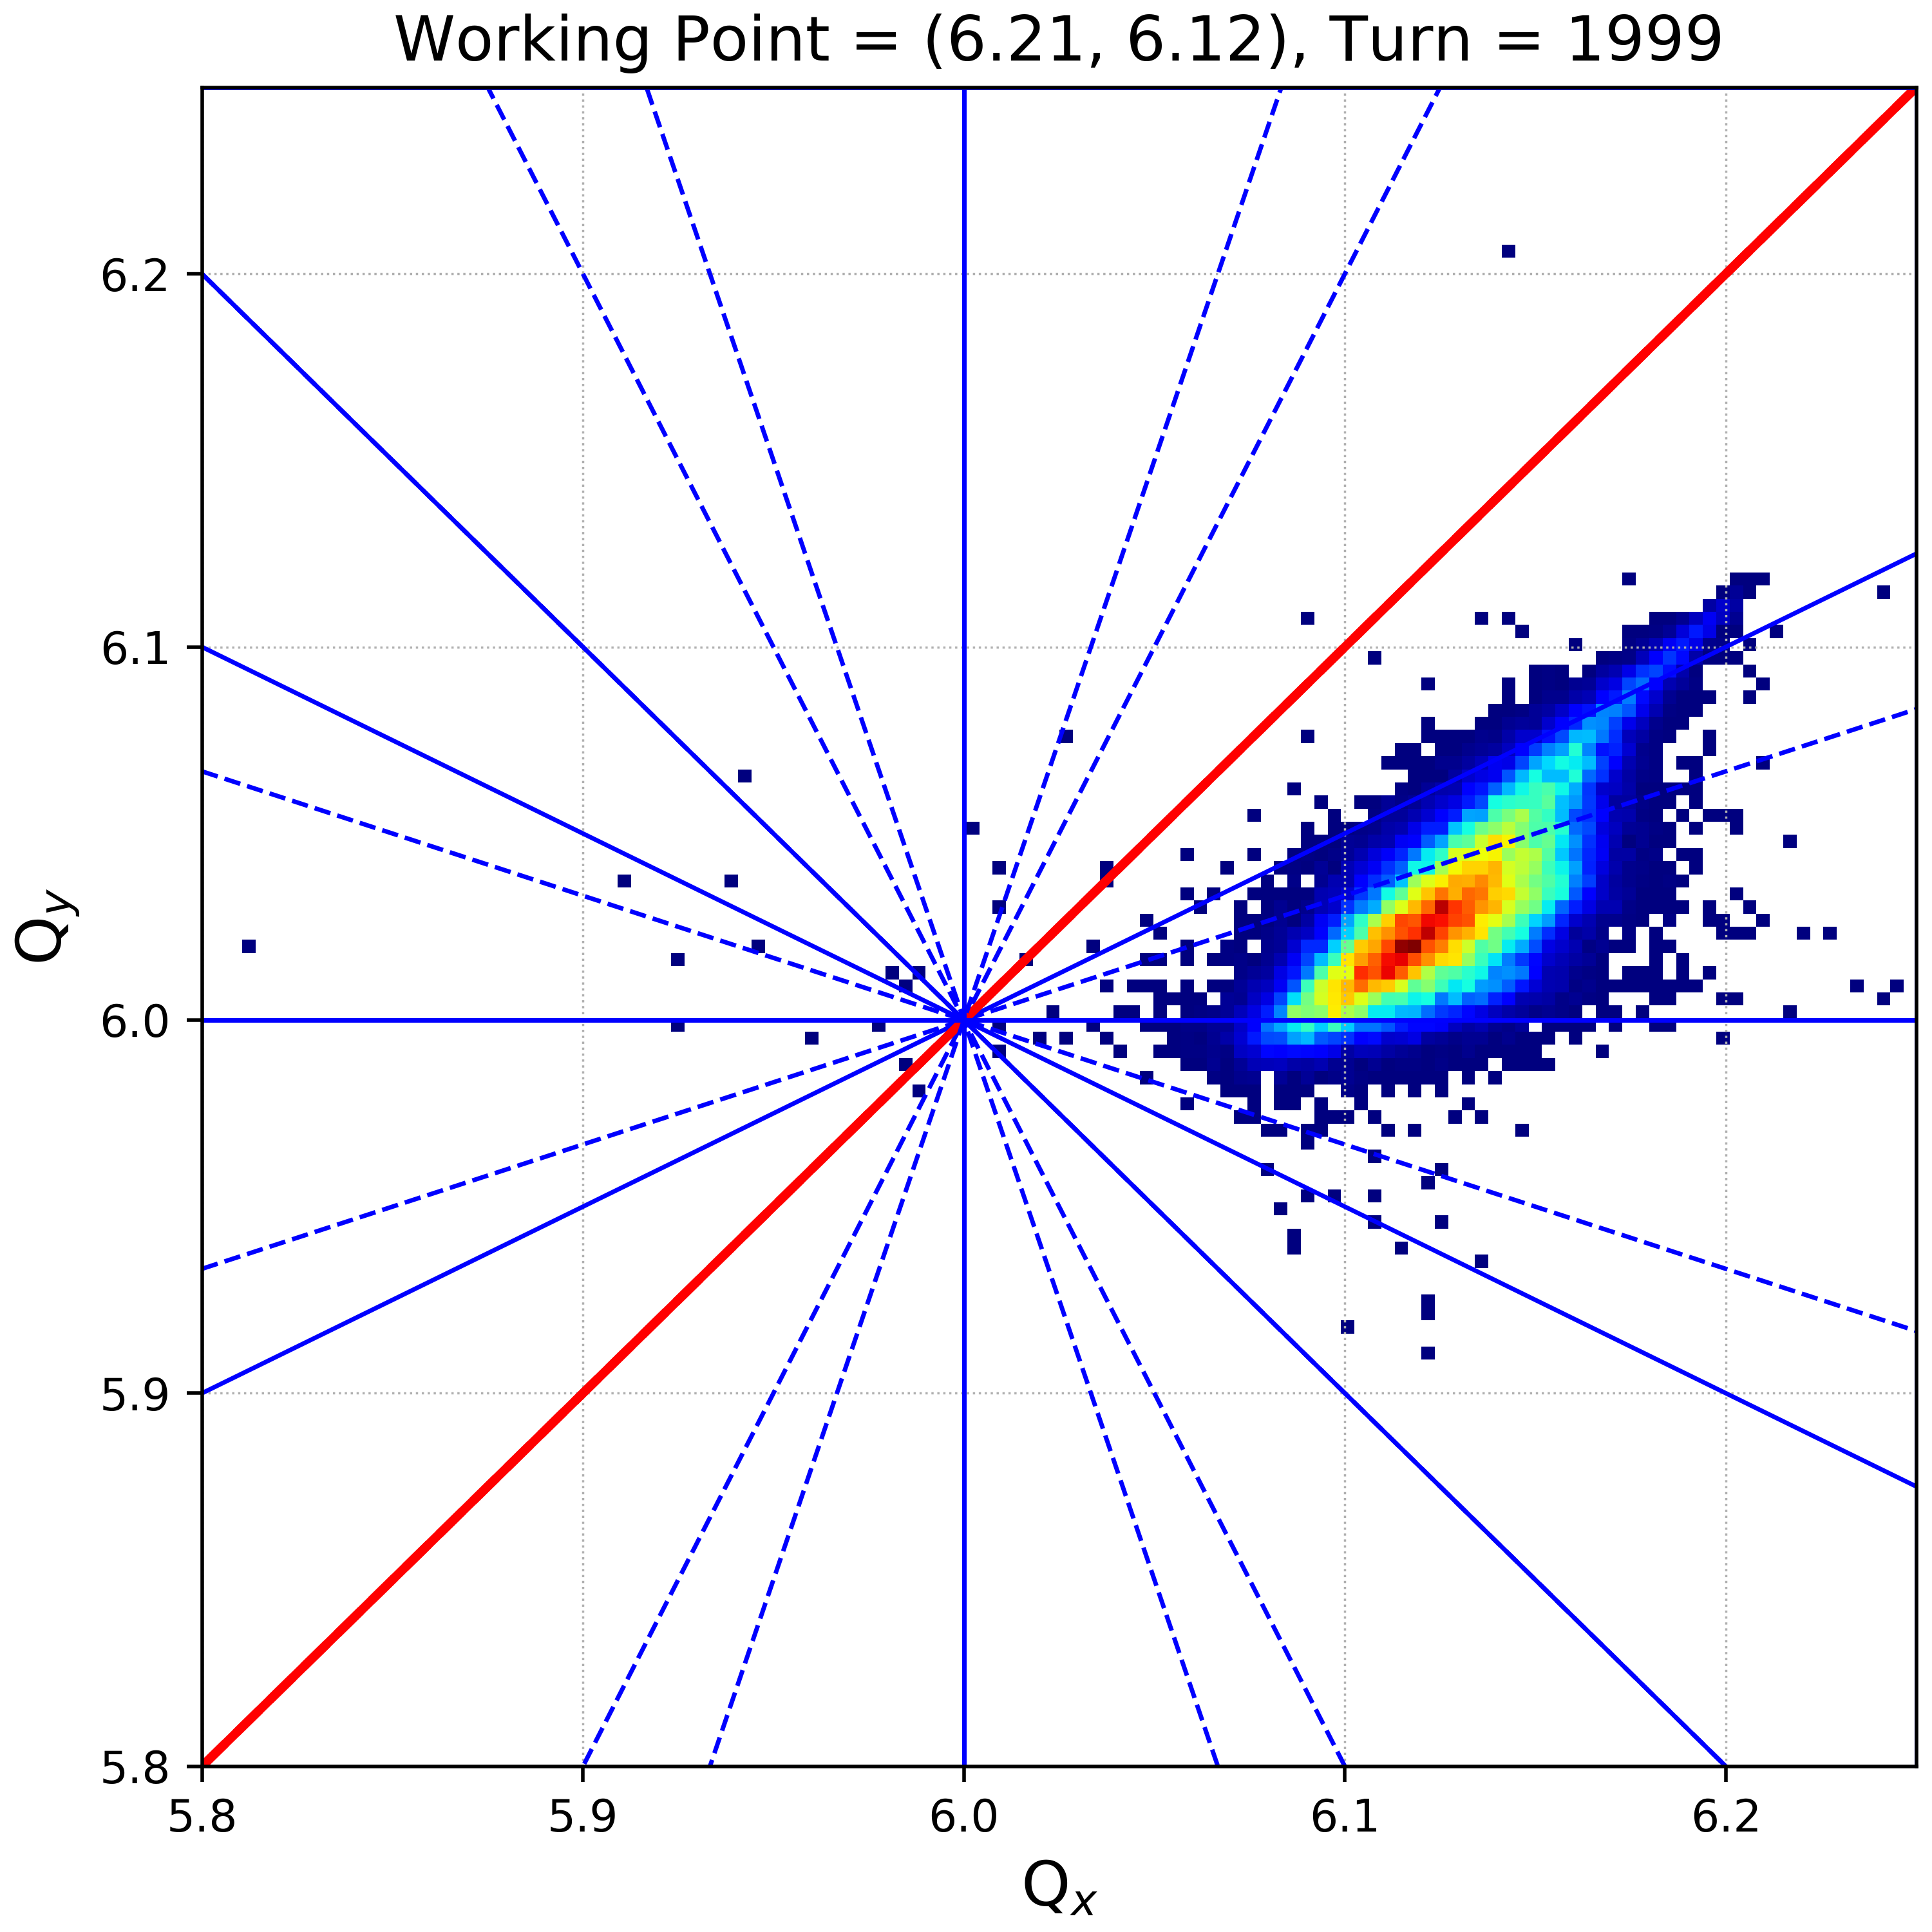 Working Point = (6.21, 6.12), Turn = 1999
6.2
6.1
6.0
5.9
5.8
Qy
5.8 5.9 6.0 6.1 6.2
Qx